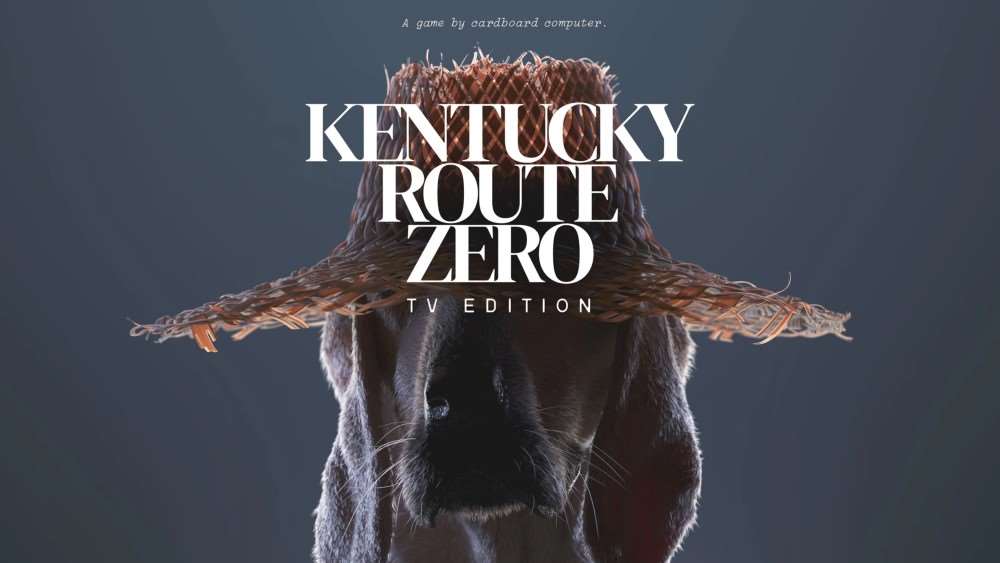 A game by cardboard computer.
KENTUCKY
ROUTE
ZERO
TV EDITION